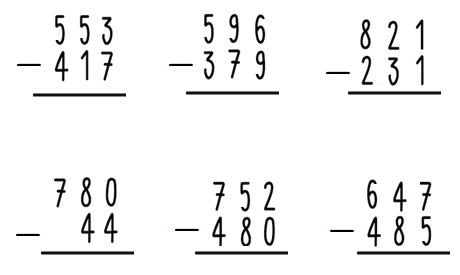 553 596 821
— 417 — 379 — 231
780 752 647
— 44 — 480 — 485